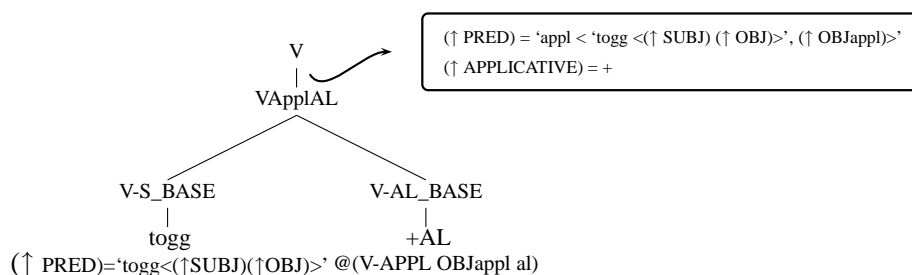 (↑ PRED) = ‘appl < ‘togg <(↑ SUBJ) (↑ OBJ)>’, (↑ OBJappl)>’
(↑ APPLICATIVE) = +
V
VApplAL
V-S_BASE V-AL_BASE
togg +AL
(↑ PRED)=‘togg<(↑SUBJ)(↑OBJ)>’ @(V-APPL OBJappl al)